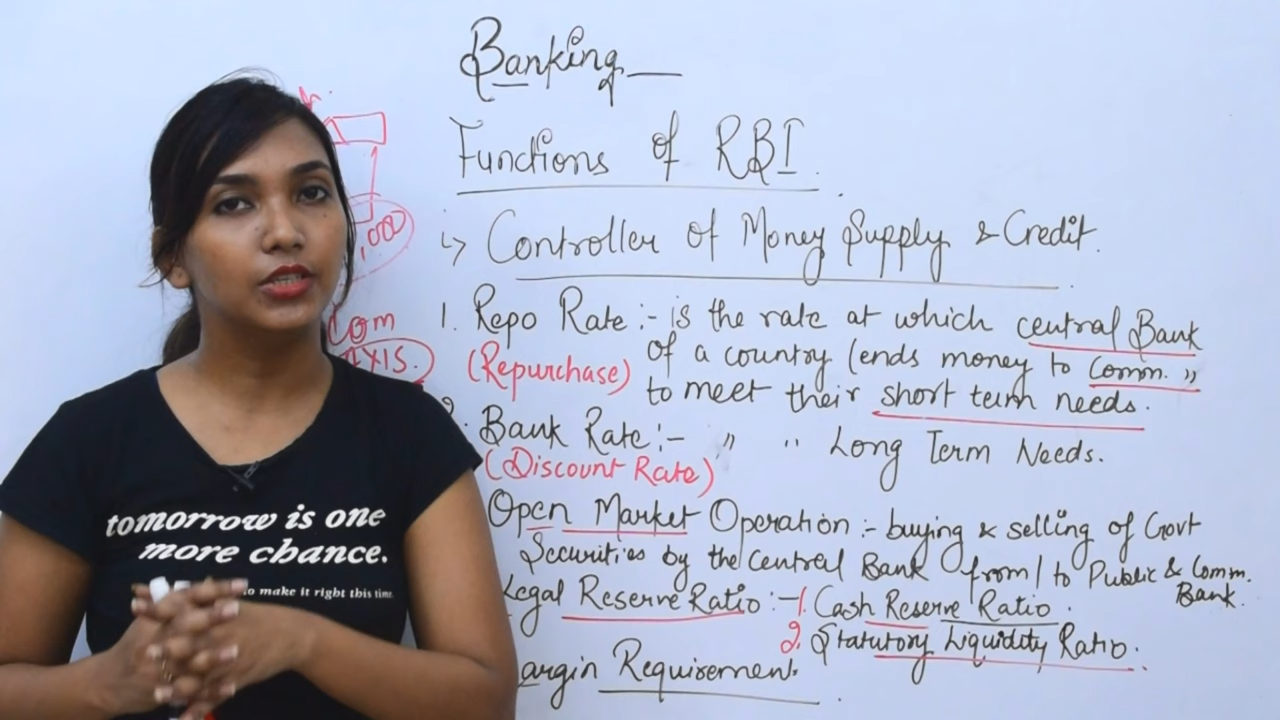 Banking
Functions of RBI.
↳ Controller of Money Supply & Credit.
1. Repo Rate :- is the rate at which central Bank
(Repurchase) of a country lends money to Comm. "
to meet their short term needs.
2. Bank Rate :- " " Long Term Needs.
(Discount Rate)
Open Market Operation :- buying & selling of Govt
Securities by the Central Bank from/to Public & Comm.
Bank.
Legal Reserve Ratio :- 1. Cash Reserve Ratio.
2. Statutory Liquidity Ratio.
argin Requirement
,000
Com
AXIS.
tomorrow is one
more chance.
to make it right this time.